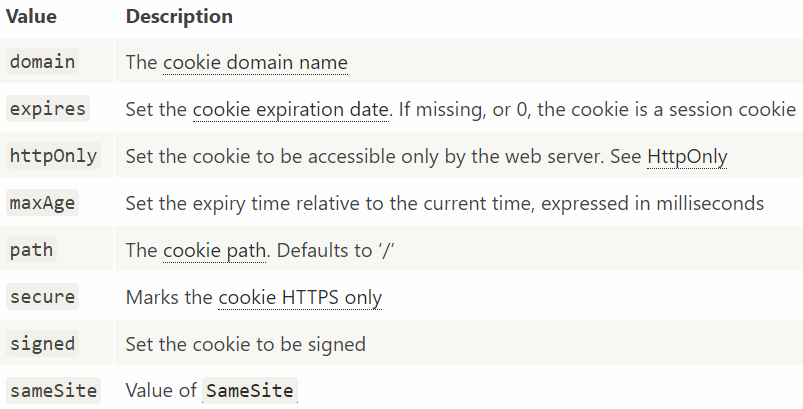 Value Description
domain The cookie domain name
expires Set the cookie expiration date. If missing, or 0, the cookie is a session cookie
httpOnly Set the cookie to be accessible only by the web server. See HttpOnly
maxAge Set the expiry time relative to the current time, expressed in milliseconds
path The cookie path. Defaults to ‘/’
secure Marks the cookie HTTPS only
signed Set the cookie to be signed
sameSite Value of SameSite